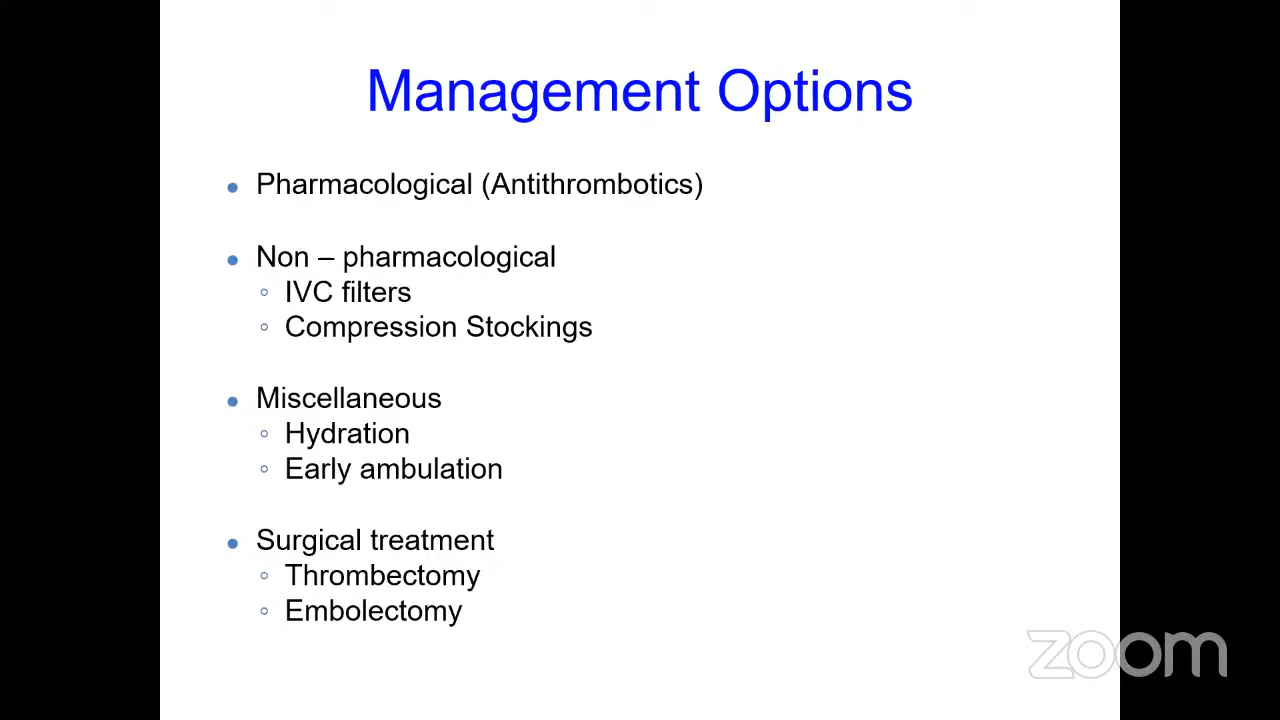 Management Options
• Pharmacological (Antithrombotics)
• Non – pharmacological
◦ IVC filters
◦ Compression Stockings
• Miscellaneous
◦ Hydration
◦ Early ambulation
• Surgical treatment
◦ Thrombectomy
◦ Embolectomy
zoom